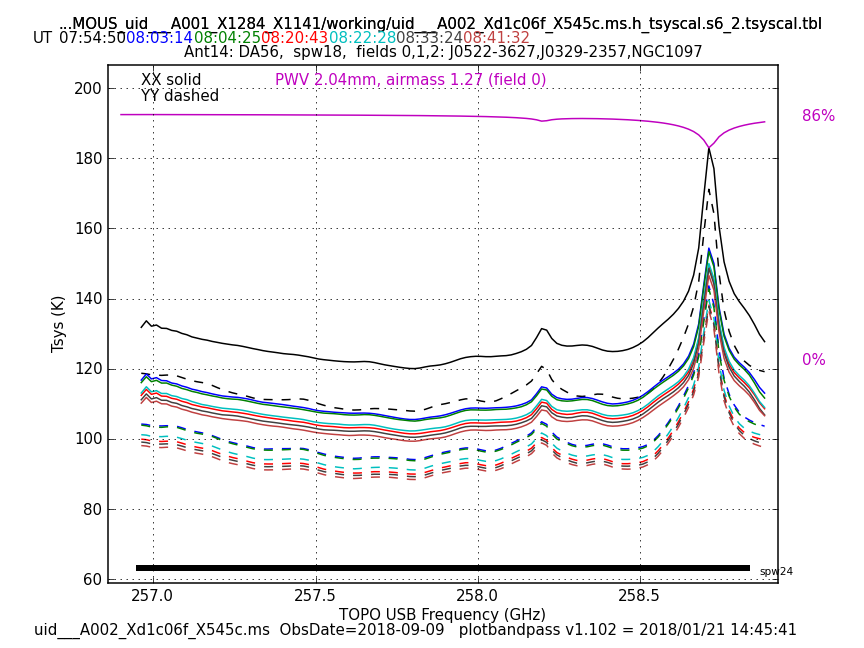 ...MOUS_uid___A001_X1284_X1141/working/uid___A002_Xd1c06f_X545c.ms.h_tsyscal.s6_2.tsyscal.tbl
UT 07:54:50 08:03:14 08:04:25 08:20:43 08:22:28 08:33:24 08:41:32
Ant14: DA56, spw18, fields 0,1,2: J0522-3627,J0329-2357,NGC1097
XX solid
YY dashed
PWV 2.04mm, airmass 1.27 (field 0)
86%
0%
Tsys (K)
200
180
160
140
120
100
80
60
spw24
257.0 257.5 258.0 258.5
TOPO USB Frequency (GHz)
uid___A002_Xd1c06f_X545c.ms ObsDate=2018-09-09 plotbandpass v1.102 = 2018/01/21 14:45:41